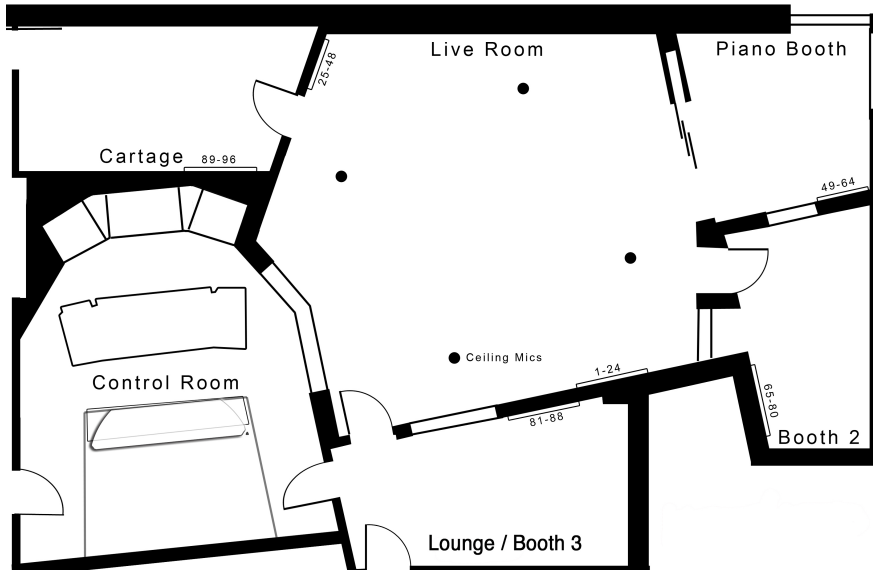 Live Room
Piano Booth
25-48
Cartage
89-96
49-64
Ceiling Mics
1-24
Control Room
81-88
65-80
Booth 2
Lounge / Booth 3